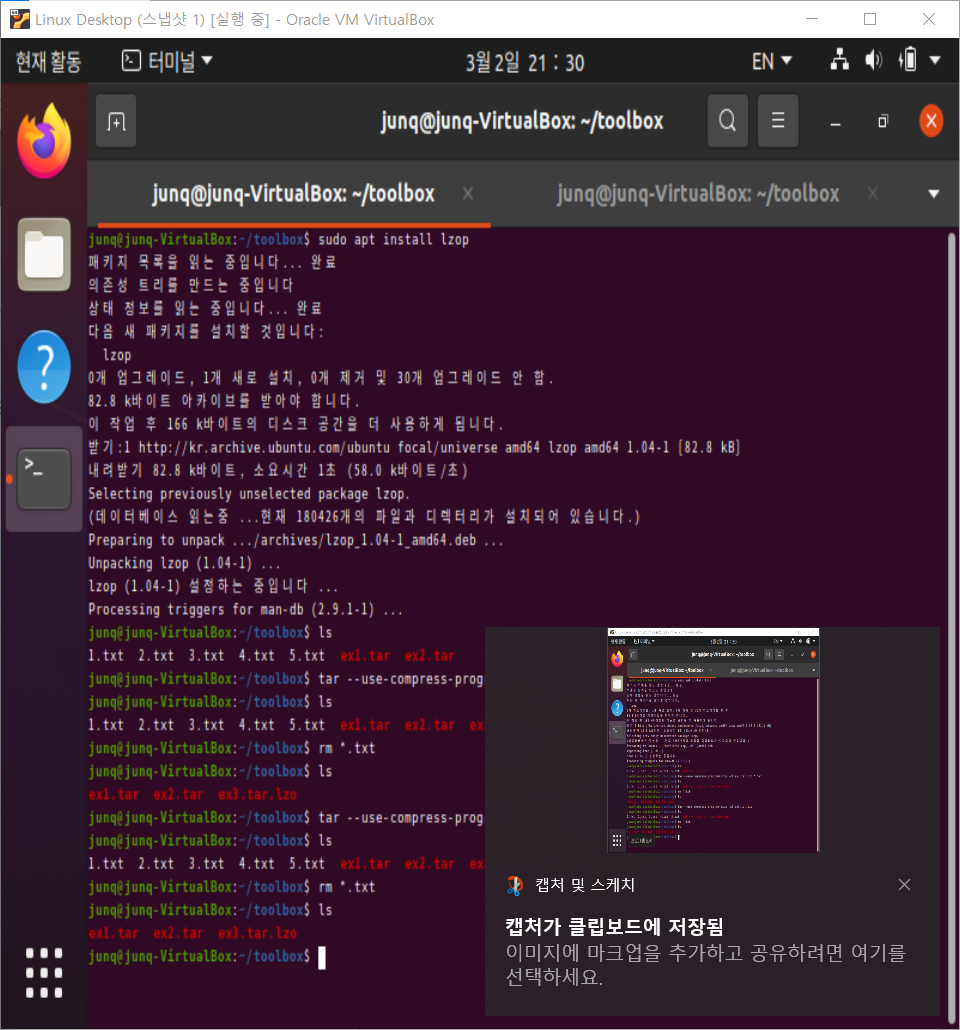 Linux Desktop (스냅샷 1) [실행 중] - Oracle VM VirtualBox
현재 활동 터미널 3월 2일 21 : 30 EN
junq@junq-VirtualBox: ~/toolbox
junq@junq-VirtualBox: ~/toolbox junq@junq-VirtualBox: ~/toolbox
junq@junq-VirtualBox:~/toolbox$ sudo apt install lzop
패키지 목록을 읽는 중입니다... 완료
의존성 트리를 만드는 중입니다
상태 정보를 읽는 중입니다... 완료
다음 새 패키지를 설치할 것입니다:
lzop
0개 업그레이드, 1개 새로 설치, 0개 제거 및 30개 업그레이드 안 함.
82.8 k바이트 아카이브를 받아야 합니다.
이 작업 후 166 k바이트의 디스크 공간을 더 사용하게 됩니다.
받기:1 http://kr.archive.ubuntu.com/ubuntu focal/universe amd64 lzop amd64 1.04-1 [82.8 kB]
내려받기 82.8 k바이트, 소요시간 1초 (58.0 k바이트/초)
Selecting previously unselected package lzop.
(데이터베이스 읽는중 ...현재 180426개의 파일과 디렉터리가 설치되어 있습니다.)
Preparing to unpack .../archives/lzop_1.04-1_amd64.deb ...
Unpacking lzop (1.04-1) ...
lzop (1.04-1) 설정하는 중입니다 ...
Processing triggers for man-db (2.9.1-1) ...
junq@junq-VirtualBox:~/toolbox$ ls
1.txt 2.txt 3.txt 4.txt 5.txt ex1.tar ex2.tar
junq@junq-VirtualBox:~/toolbox$ tar --use-compress-prog
junq@junq-VirtualBox:~/toolbox$ ls
1.txt 2.txt 3.txt 4.txt 5.txt ex1.tar ex2.tar ex
junq@junq-VirtualBox:~/toolbox$ rm *.txt
junq@junq-VirtualBox:~/toolbox$ ls
ex1.tar ex2.tar ex3.tar.lzo
junq@junq-VirtualBox:~/toolbox$ tar --use-compress-prog
junq@junq-VirtualBox:~/toolbox$ ls
1.txt 2.txt 3.txt 4.txt 5.txt ex1.tar ex2.tar ex
junq@junq-VirtualBox:~/toolbox$ rm *.txt
junq@junq-VirtualBox:~/toolbox$ ls
ex1.tar ex2.tar ex3.tar.lzo
junq@junq-VirtualBox:~/toolbox$
캡처 및 스케치
캡처가 클립보드에 저장됨
이미지에 마크업을 추가하고 공유하려면 여기를
선택하세요.